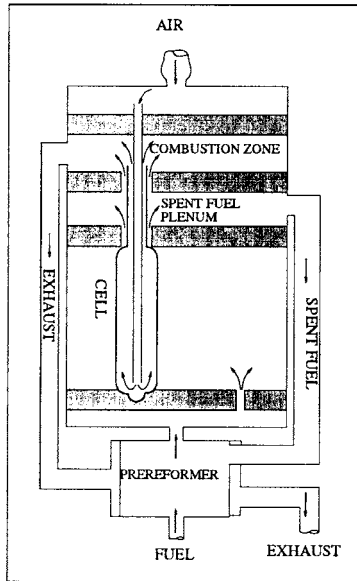 AIR
COMBUSTION ZONE
SPENT FUEL
PLENUM
CELL
EXHAUST
SPENT FUEL
PREREFORMER
FUEL
EXHAUST